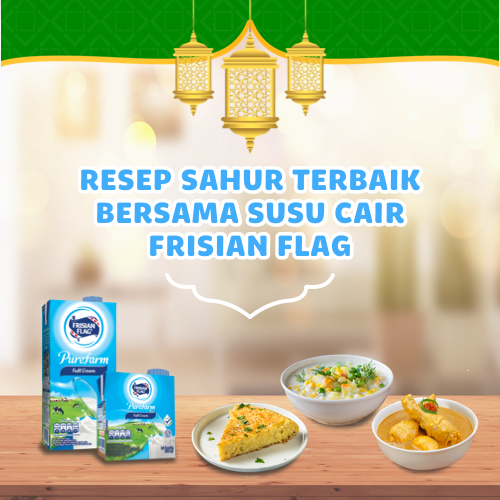 RESEP SAHUR TERBAIK
BERSAMA SUSU CAIR
FRISIAN FLAG
FRISIAN
FLAG
Purefarm
Full Cream
FRISIAN
FLAG
Purefarm
Full Cream